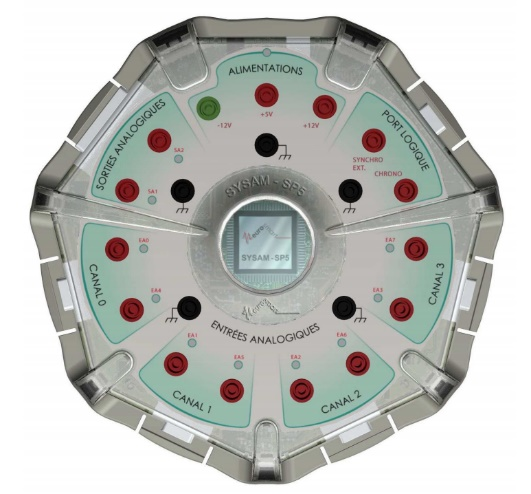 ALIMENTATIONS
-12V
+5V
+12V
SORTIES ANALOGIQUES
SA2
SA1
PORT LOGIQUE
SYNCHRO
EXT.
CHRONO
SYSAM - SP5
SYSAM-SP5
CANAL 0
EA0
EA4
CANAL 3
EA7
EA3
ENTRÉES ANALOGIQUES
EA1
EA5
CANAL 1
EA2
EA6
CANAL 2